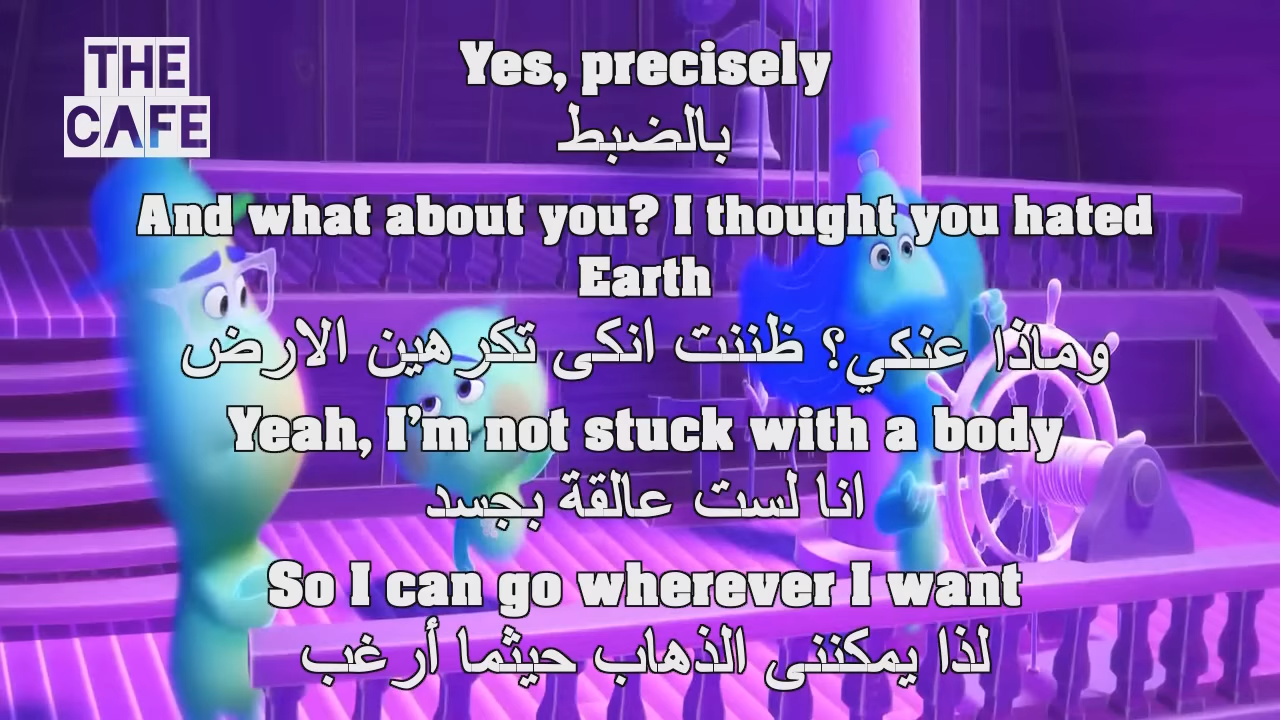 THE
CAFE
Yes, precisely
بالضبط
And what about you? I thought you hated
Earth
وماذا عنكي؟ ظننت انكى تكرهين الارض
Yeah, I'm not stuck with a body
انا لست عالقة بجسد
So I can go wherever I want
لذا يمكننى الذهاب حيثما أرغب